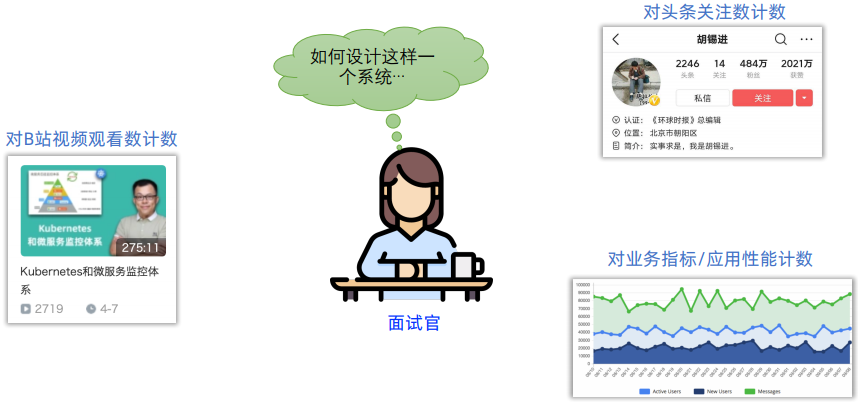 对头条关注数计数
胡锡进
2246 14 484万 2021万
头条 关注 粉丝 获赞
私信 关注
认证：《环球时报》总编辑
位置： 北京市朝阳区
简介： 实事求是，我是胡锡进。
如何设计这样一
个系统…
对B站视频观看数计数
Kubernetes
和微服务监控体系
275:11
Kubernetes和微服务监控体
系
2719 4-7
面试官
对业务指标/应用性能计数
100000
90000
80000
70000
60000
50000
40000
30000
20000
10000
0
Active Users New Users Messages